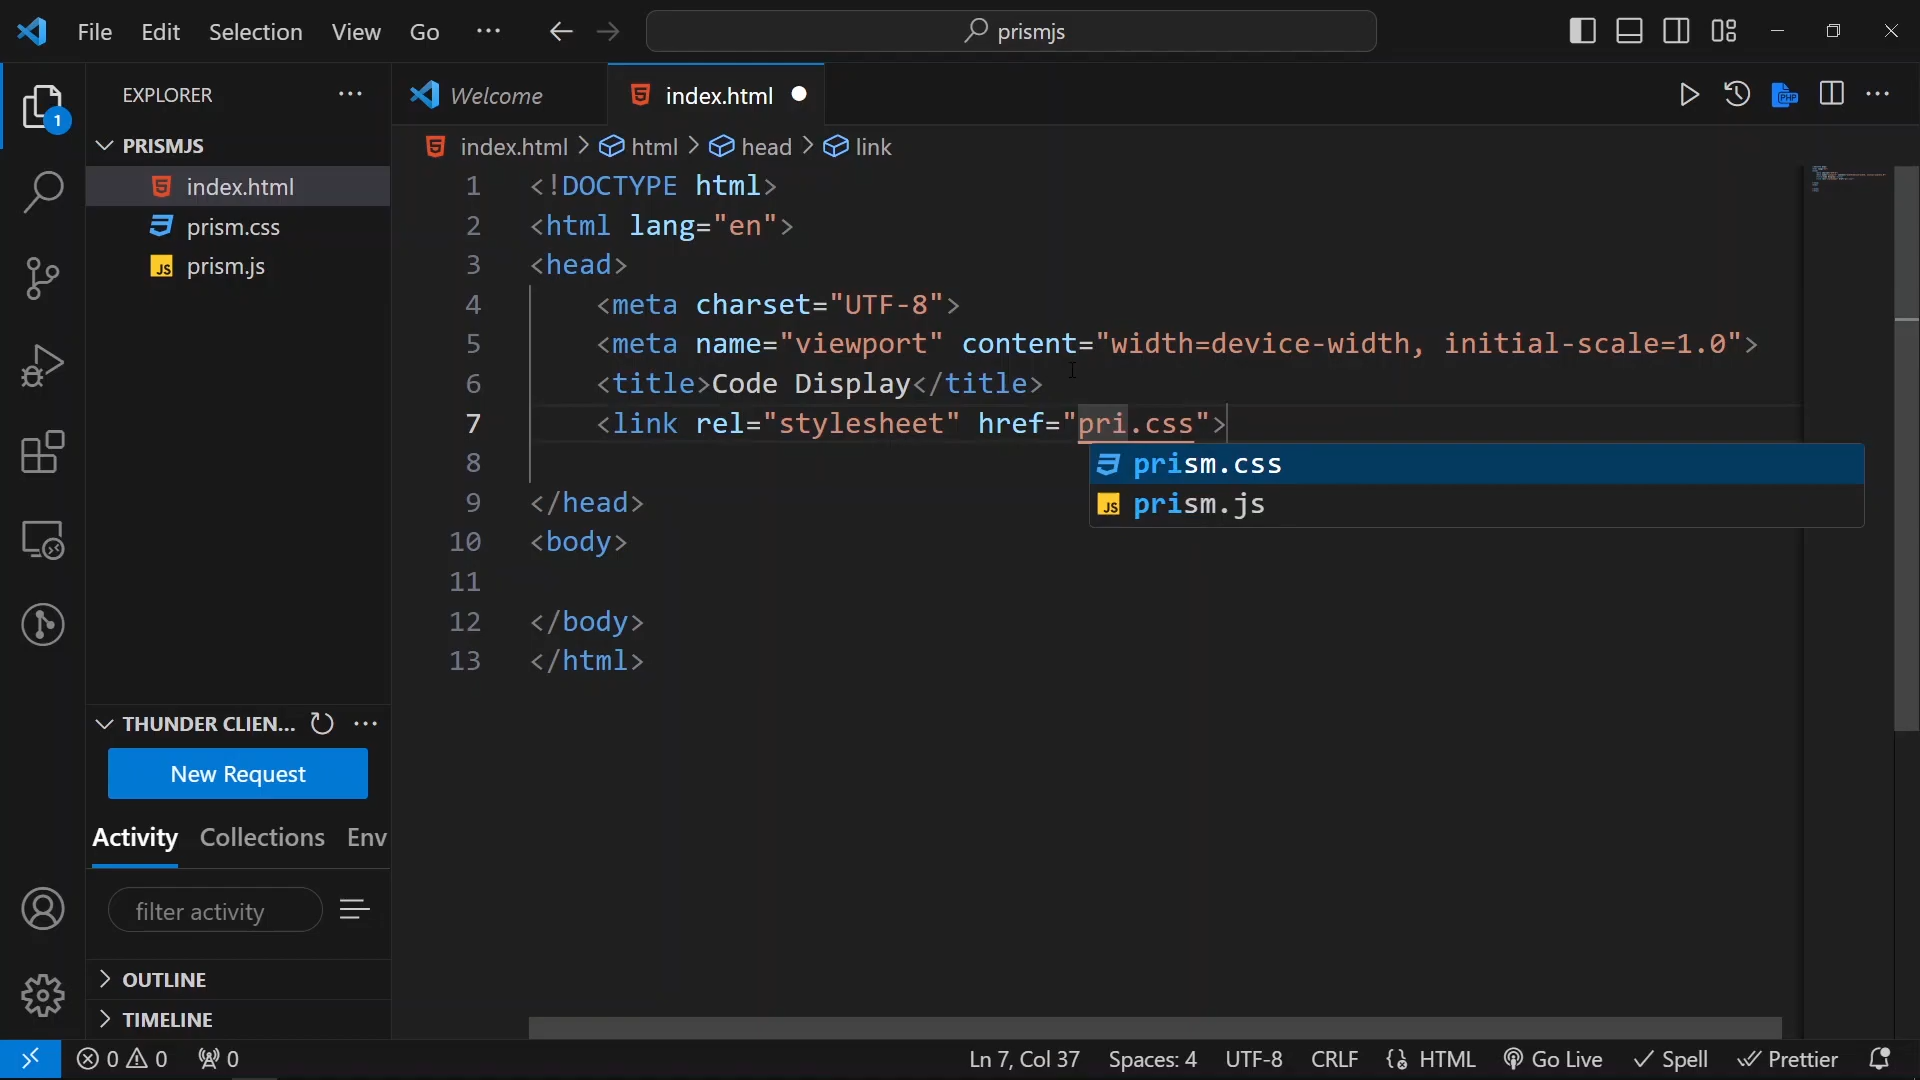 File Edit Selection View Go ··· prismjs
EXPLORER ···
PRISMJS
index.html
prism.css
prism.js
THUNDER CLIEN... ···
New Request
Activity Collections Env
filter activity
OUTLINE
TIMELINE
1
Welcome index.html
PHP
index.html > html > head > link
1 <!DOCTYPE html>
2 <html lang="en">
3 <head>
4 <meta charset="UTF-8">
5 <meta name="viewport" content="width=device-width, initial-scale=1.0">
6 <title>Code Display</title>
7 <link rel="stylesheet" href="pri.css">
prism.css
JS prism.js
8
9 </head>
10 <body>
11
12 </body>
13 </html>
0 0 0 Ln 7, Col 37 Spaces: 4 UTF-8 CRLF HTML Go Live Spell Prettier